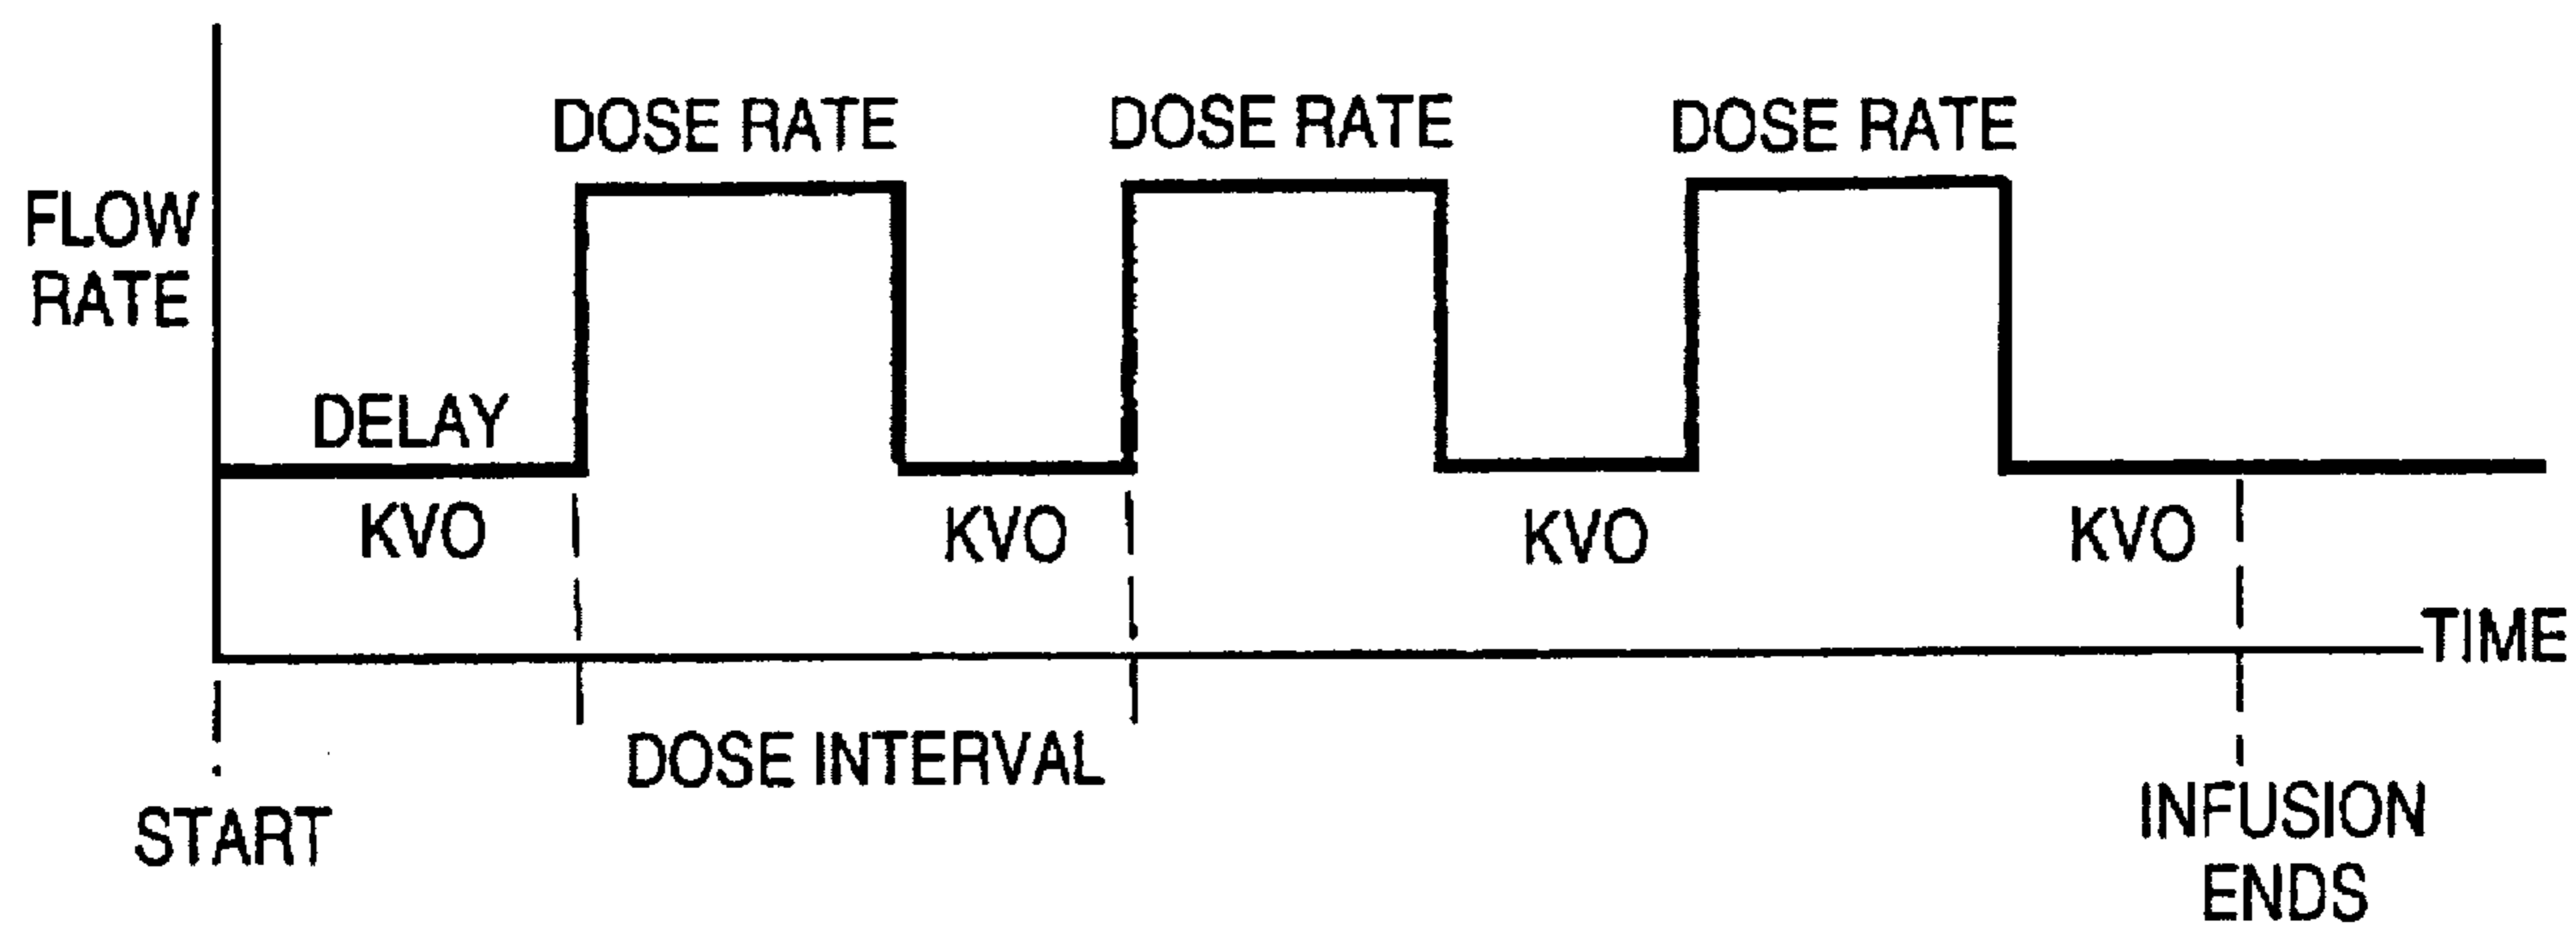 DOSE RATE DOSE RATE DOSE RATE
FLOW
RATE
DELAY
KVO KVO KVO KVO
TIME
DOSE INTERVAL
START
INFUSION
ENDS